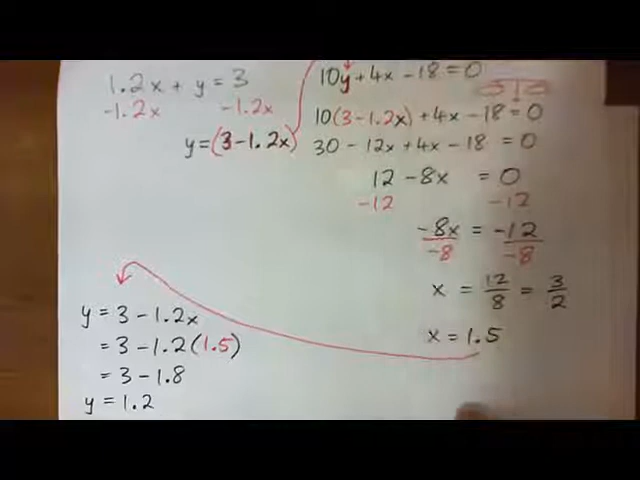 1.2x + y = 3
-1.2x -1.2x
y=(3-1.2x)
10y+4x-18=0
10(3-1.2x)+4x-18=0
30-12x+4x-18=0
12-8x=0
-12 -12
-8x = -12
-8 -8
x = 12/8 = 3/2
x=1.5
y=3-1.2x
=3-1.2(1.5)
=3-1.8
y=1.2